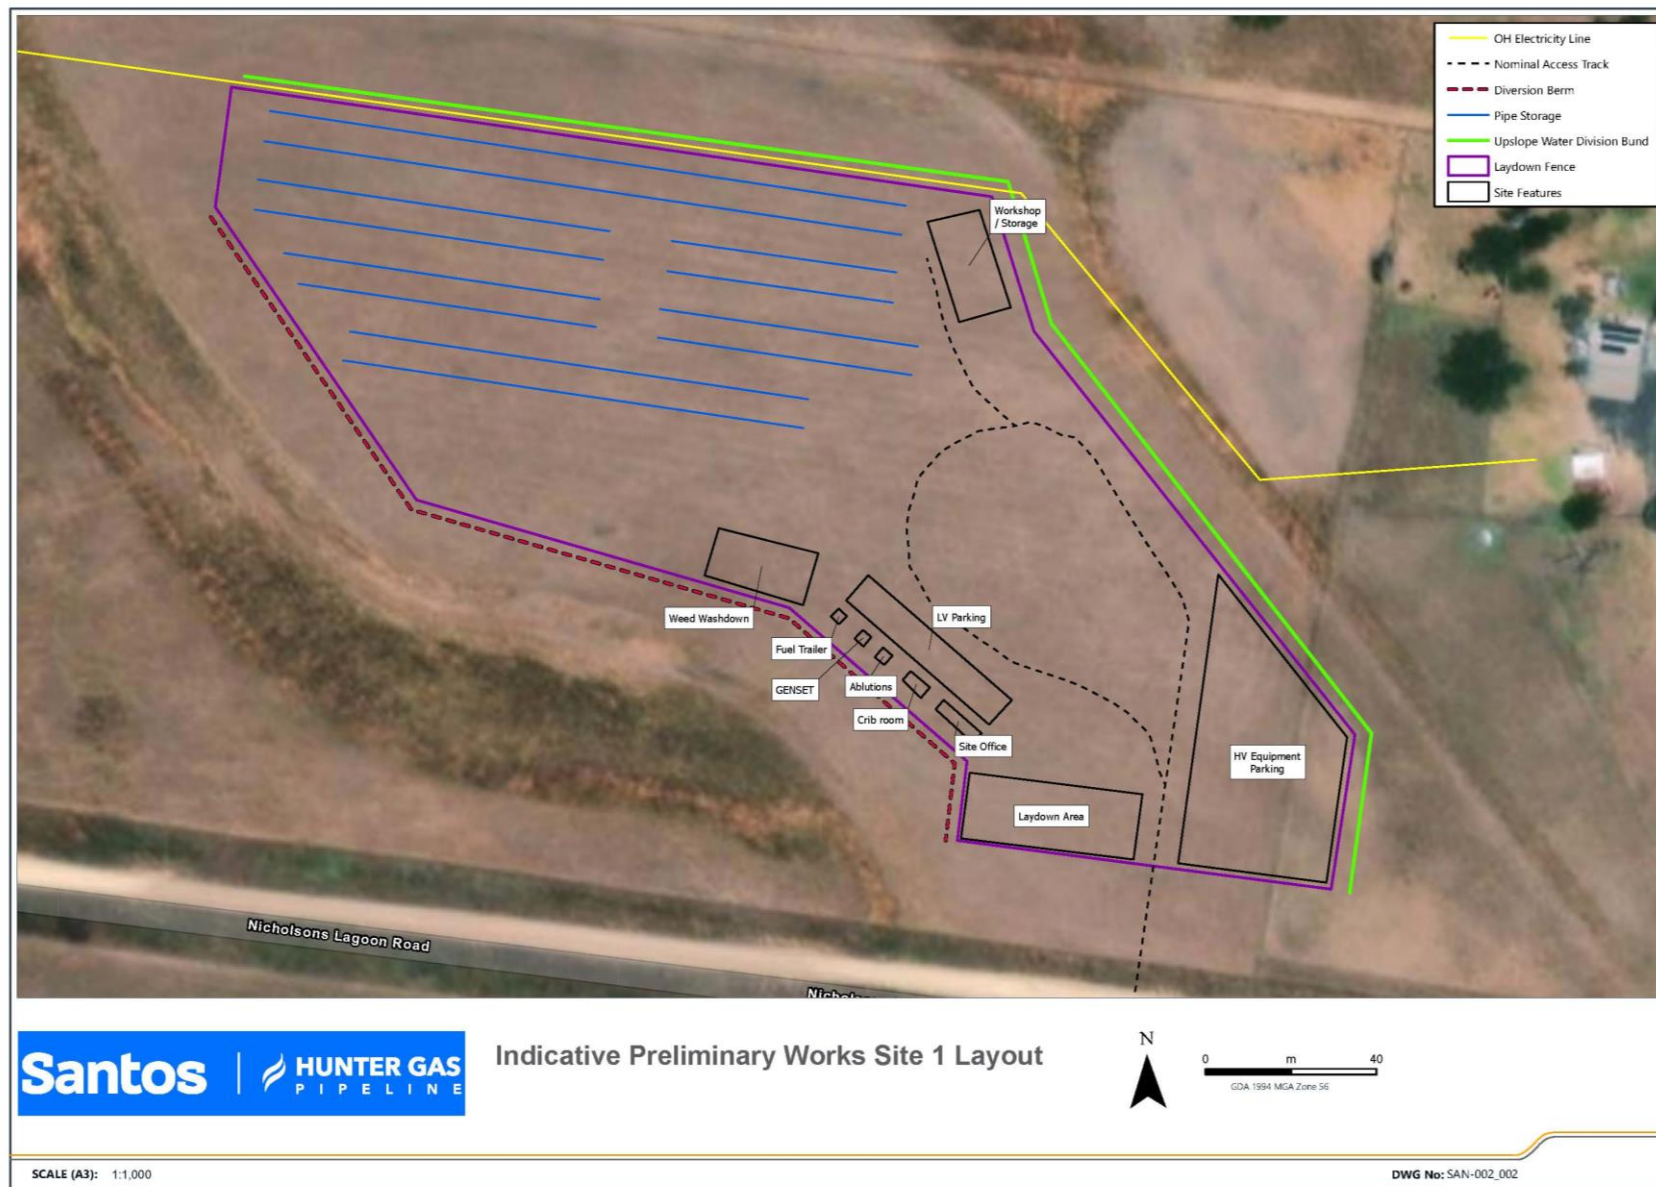 OH Electricity Line
Nominal Access Track
Diversion Berm
Pipe Storage
Upslope Water Division Bund
Laydown Fence
Site Features
Workshop
/ Storage
Weed Washdown
LV Parking
Fuel Trailer
GENSET
Ablutions
Crib room
Site Office
HV Equipment
Parking
Laydown Area
Nicholsons Lagoon Road
Santos
HUNTER GAS
PIPELINE
Indicative Preliminary Works Site 1 Layout
N
0 m 40
GDA 1994 MGA Zone 56
SCALE (A3): 1:1,000
DWG No: SAN-002_002